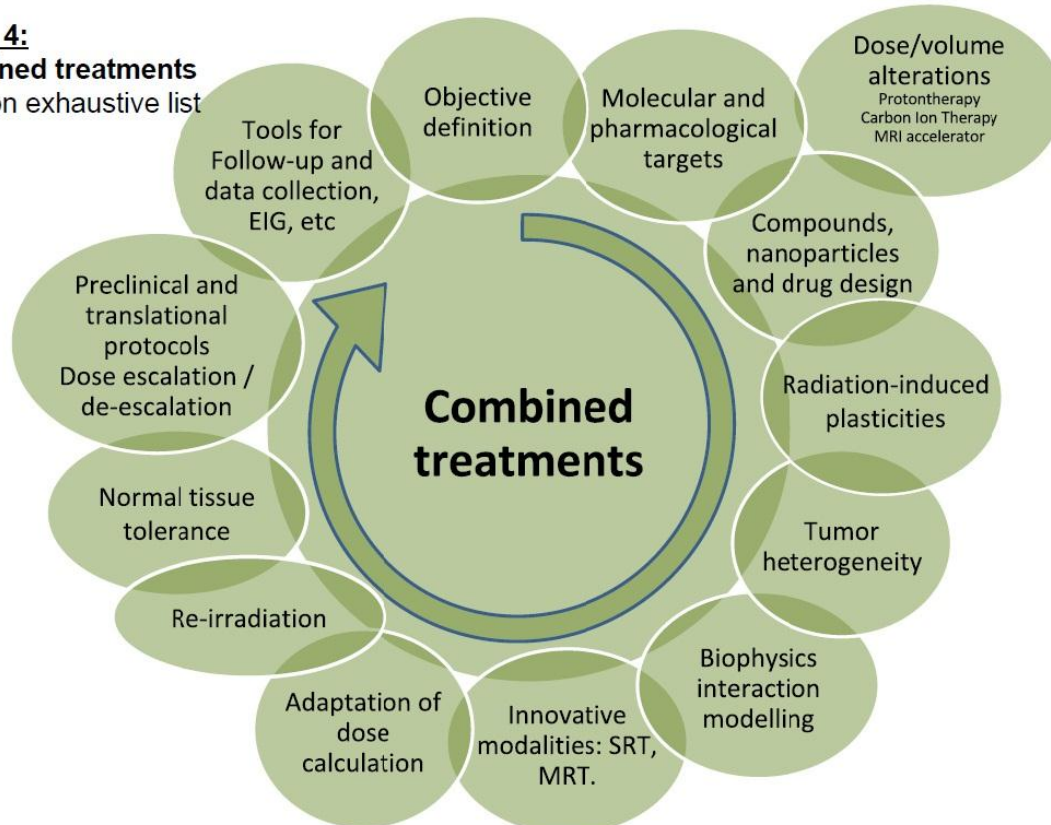 4:
ned treatments
on exhaustive list
Objective
definition
Molecular and
pharmacological
targets
Dose/volume
alterations
Protontherapy
Carbon Ion Therapy
MRI accelerator
Compounds,
nanoparticles
and drug design
Radiation-induced
plasticities
Tumor
heterogeneity
Biophysics
interaction
modelling
Innovative
modalities: SRT,
MRT.
Adaptation of
dose
calculation
Re-irradiation
Normal tissue
tolerance
Preclinical and
translational
protocols
Dose escalation /
de-escalation
Tools for
Follow-up and
data collection,
EIG, etc
Combined
treatments